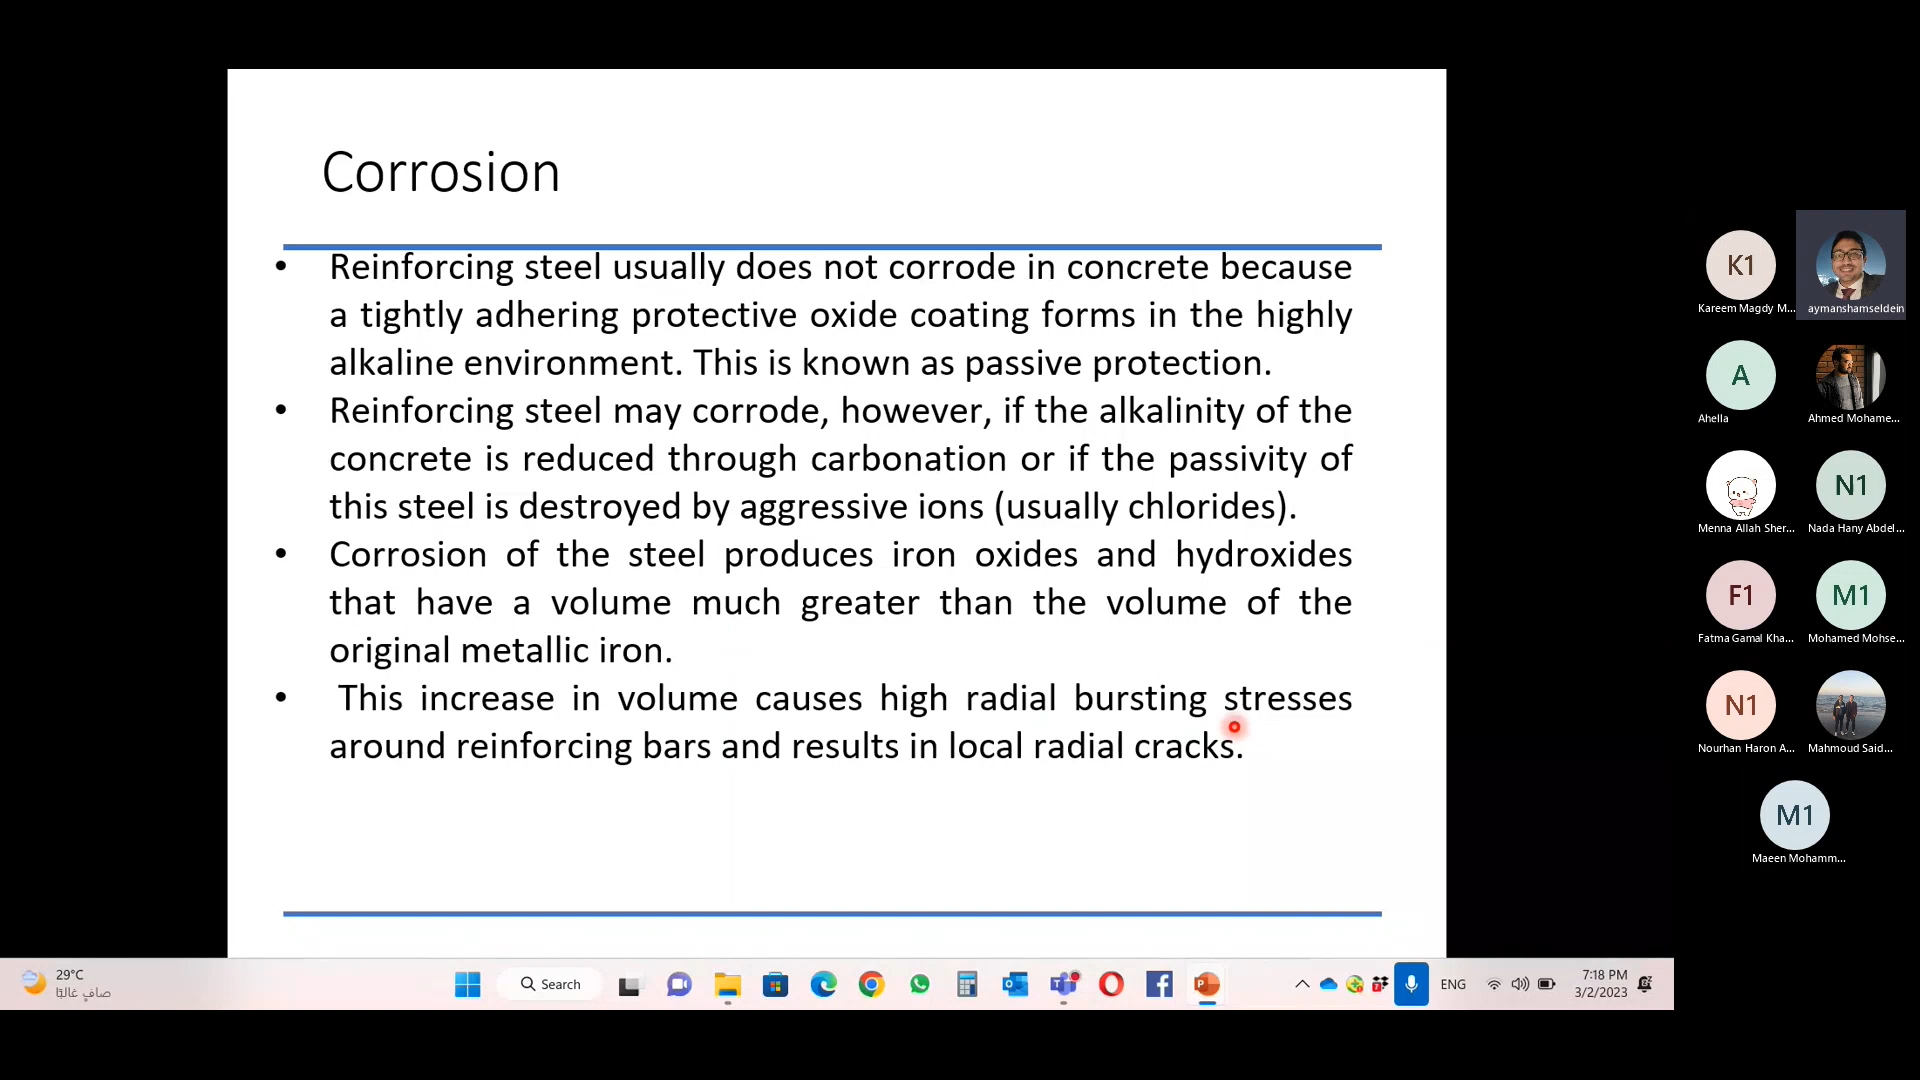 Corrosion
• Reinforcing steel usually does not corrode in concrete because
a tightly adhering protective oxide coating forms in the highly
alkaline environment. This is known as passive protection.
• Reinforcing steel may corrode, however, if the alkalinity of the
concrete is reduced through carbonation or if the passivity of
this steel is destroyed by aggressive ions (usually chlorides).
• Corrosion of the steel produces iron oxides and hydroxides
that have a volume much greater than the volume of the
original metallic iron.
• This increase in volume causes high radial bursting stresses
around reinforcing bars and results in local radial cracks.
K1
Kareem Magdy M...
aymanshamseldein
A
Ahella
Ahmed Mohame...
Menna Allah Sher...
N1
Nada Hany Abdel...
F1
Fatma Gamal Kha...
M1
Mohamed Mohse...
N1
Nourhan Haron A...
Mahmoud Said...
M1
Maeen Mohamm...
29°C
صافٍ غالبًا
Search
ENG
7:18 PM
3/2/2023